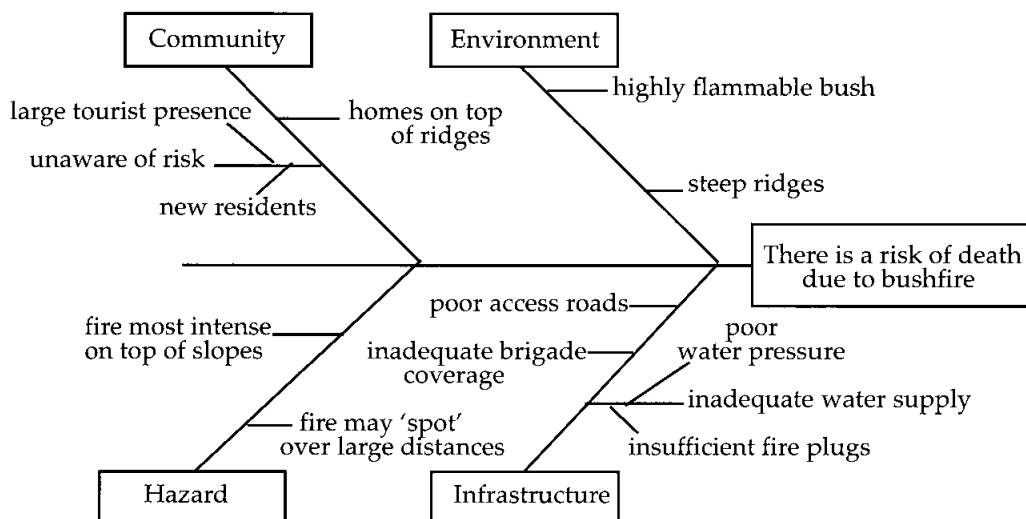 Community
Environment
highly flammable bush
large tourist presence
homes on top
of ridges
unaware of risk
steep ridges
new residents
There is a risk of death
due to bushfire
poor access roads
fire most intense
on top of slopes
poor
water pressure
inadequate brigade
coverage
inadequate water supply
fire may ‘spot’
over large distances
insufficient fire plugs
Hazard
Infrastructure